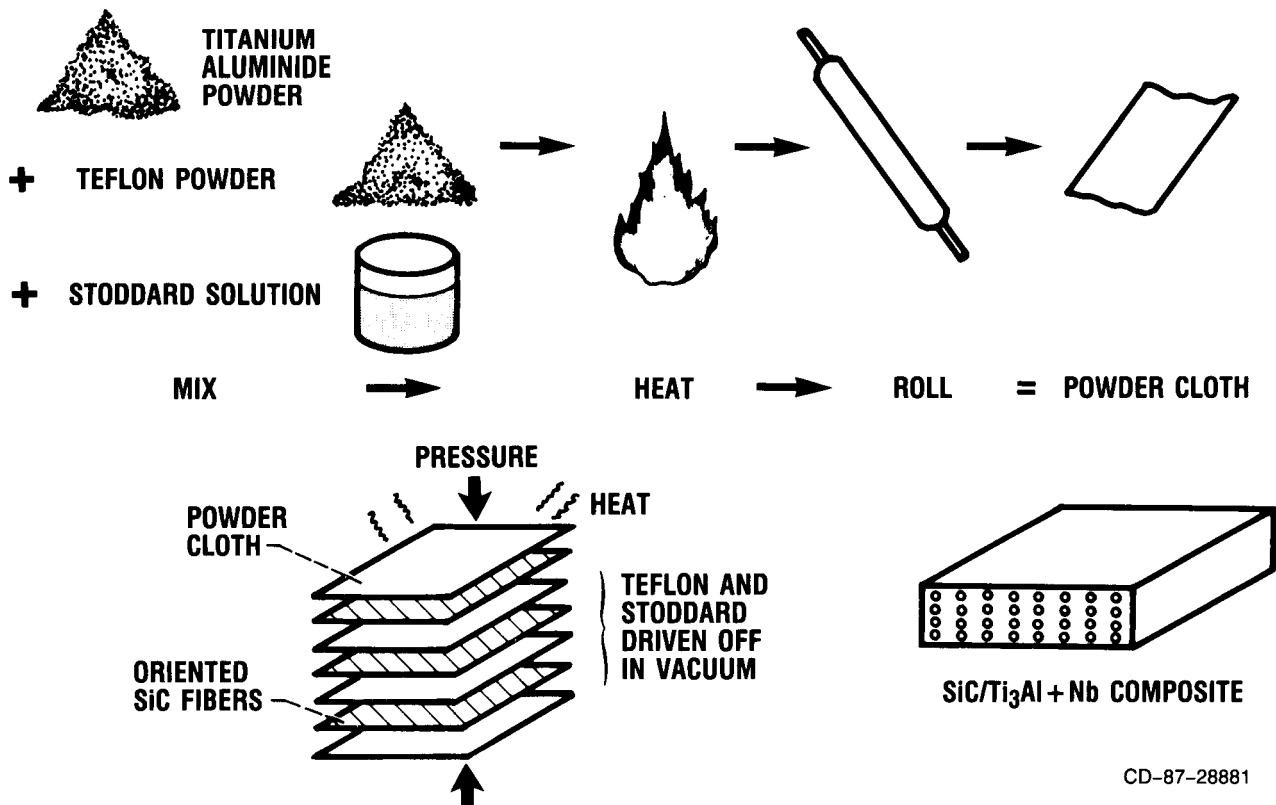 TITANIUM
ALUMINIDE
POWDER
+ TEFLON POWDER
+ STODDARD SOLUTION
MIX HEAT ROLL = POWDER CLOTH
PRESSURE
HEAT
POWDER
CLOTH
TEFLON AND
STODDARD
DRIVEN OFF
IN VACUUM
ORIENTED
SiC FIBERS
SiC/Ti₃Al + Nb COMPOSITE
CD-87-28881